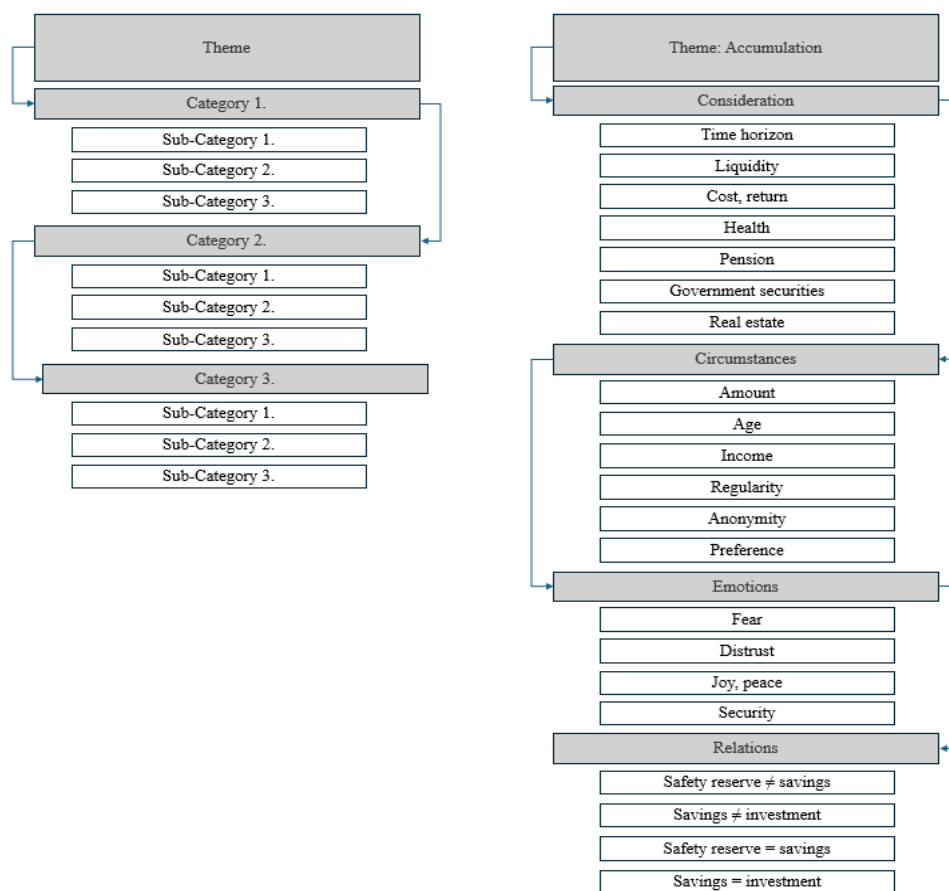 Theme
Category 1.
Sub-Category 1.
Sub-Category 2.
Sub-Category 3.
Category 2.
Sub-Category 1.
Sub-Category 2.
Sub-Category 3.
Category 3.
Sub-Category 1.
Sub-Category 2.
Sub-Category 3.
Theme: Accumulation
Consideration
Time horizon
Liquidity
Cost, return
Health
Pension
Government securities
Real estate
Circumstances
Amount
Age
Income
Regularity
Anonymity
Preference
Emotions
Fear
Distrust
Joy, peace
Security
Relations
Safety reserve ≠ savings
Savings ≠ investment
Safety reserve = savings
Savings = investment